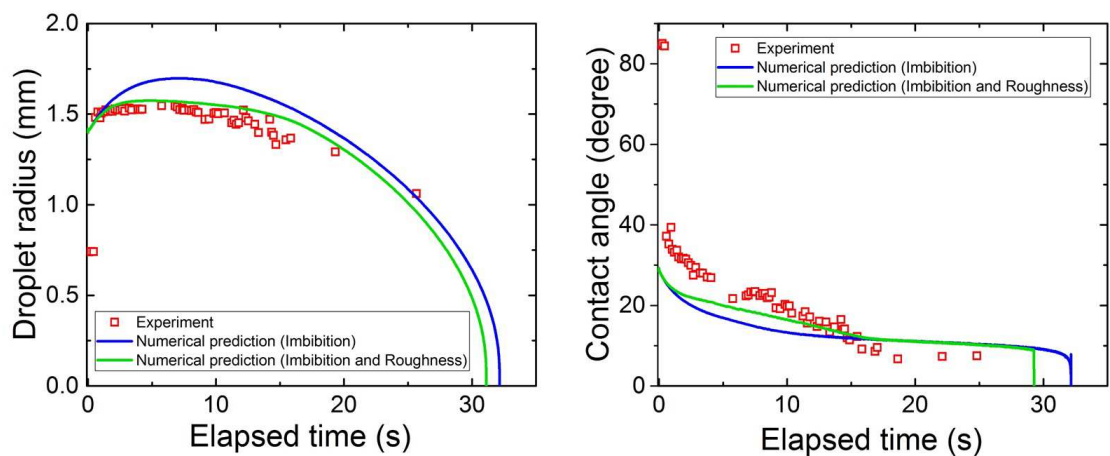 Droplet radius (mm)
2.0
1.5
1.0
0.5
0.0
Experiment
Numerical prediction (Imbibition)
Numerical prediction (Imbibition and Roughness)
0
10
20
30
Elapsed time (s)
Contact angle (degree)
80
60
40
20
0
Experiment
Numerical prediction (Imbibition)
Numerical prediction (Imbibition and Roughness)
0
10
20
30
Elapsed time (s)